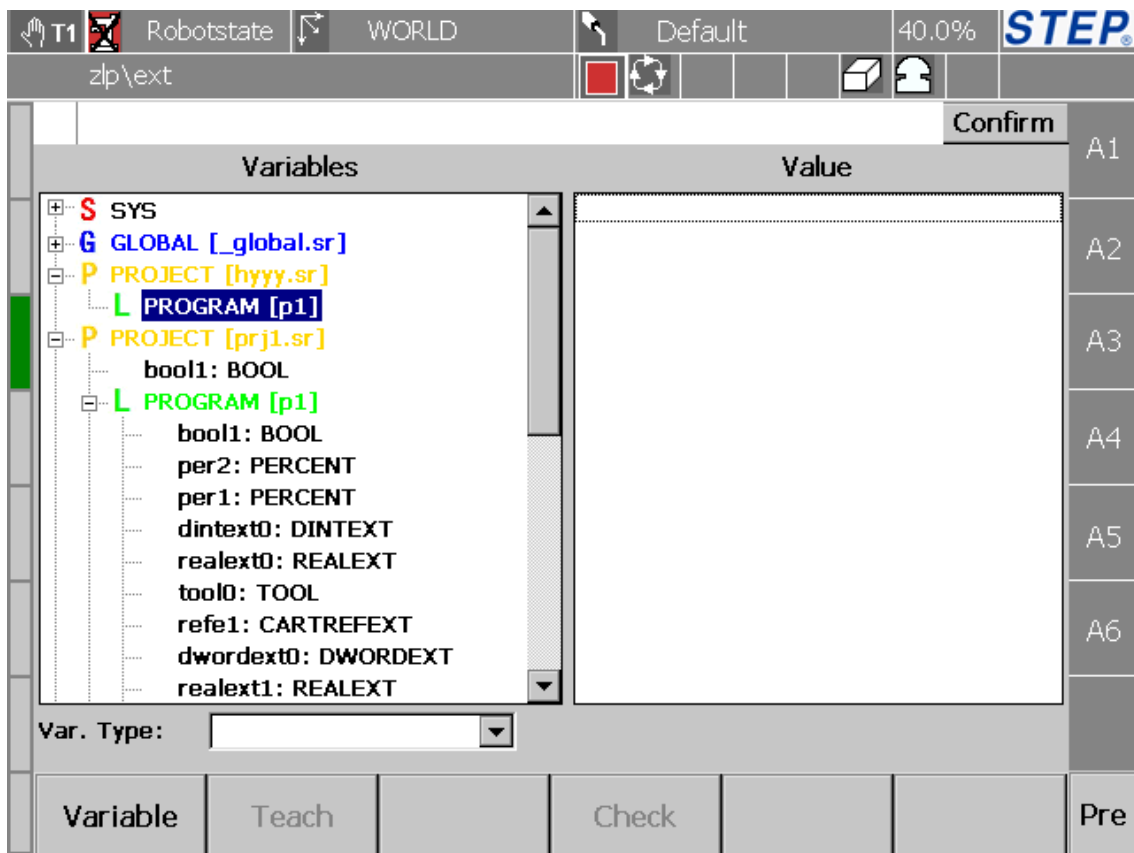 T1 Robotstate WORLD Default 40.0% STEP®
zlp\ext
Confirm
Variables Value
S SYS
G GLOBAL [_global.sr]
P PROJECT [hyyy.sr]
L PROGRAM [p1]
P PROJECT [prj1.sr]
bool1: BOOL
L PROGRAM [p1]
bool1: BOOL
per2: PERCENT
per1: PERCENT
dintext0: DINTEXT
realext0: REALEXT
tool0: TOOL
refe1: CARTREFEXT
dwordext0: DWORDEXT
realext1: REALEXT
Var. Type:
A1
A2
A3
A4
A5
A6
Variable Teach Check Pre